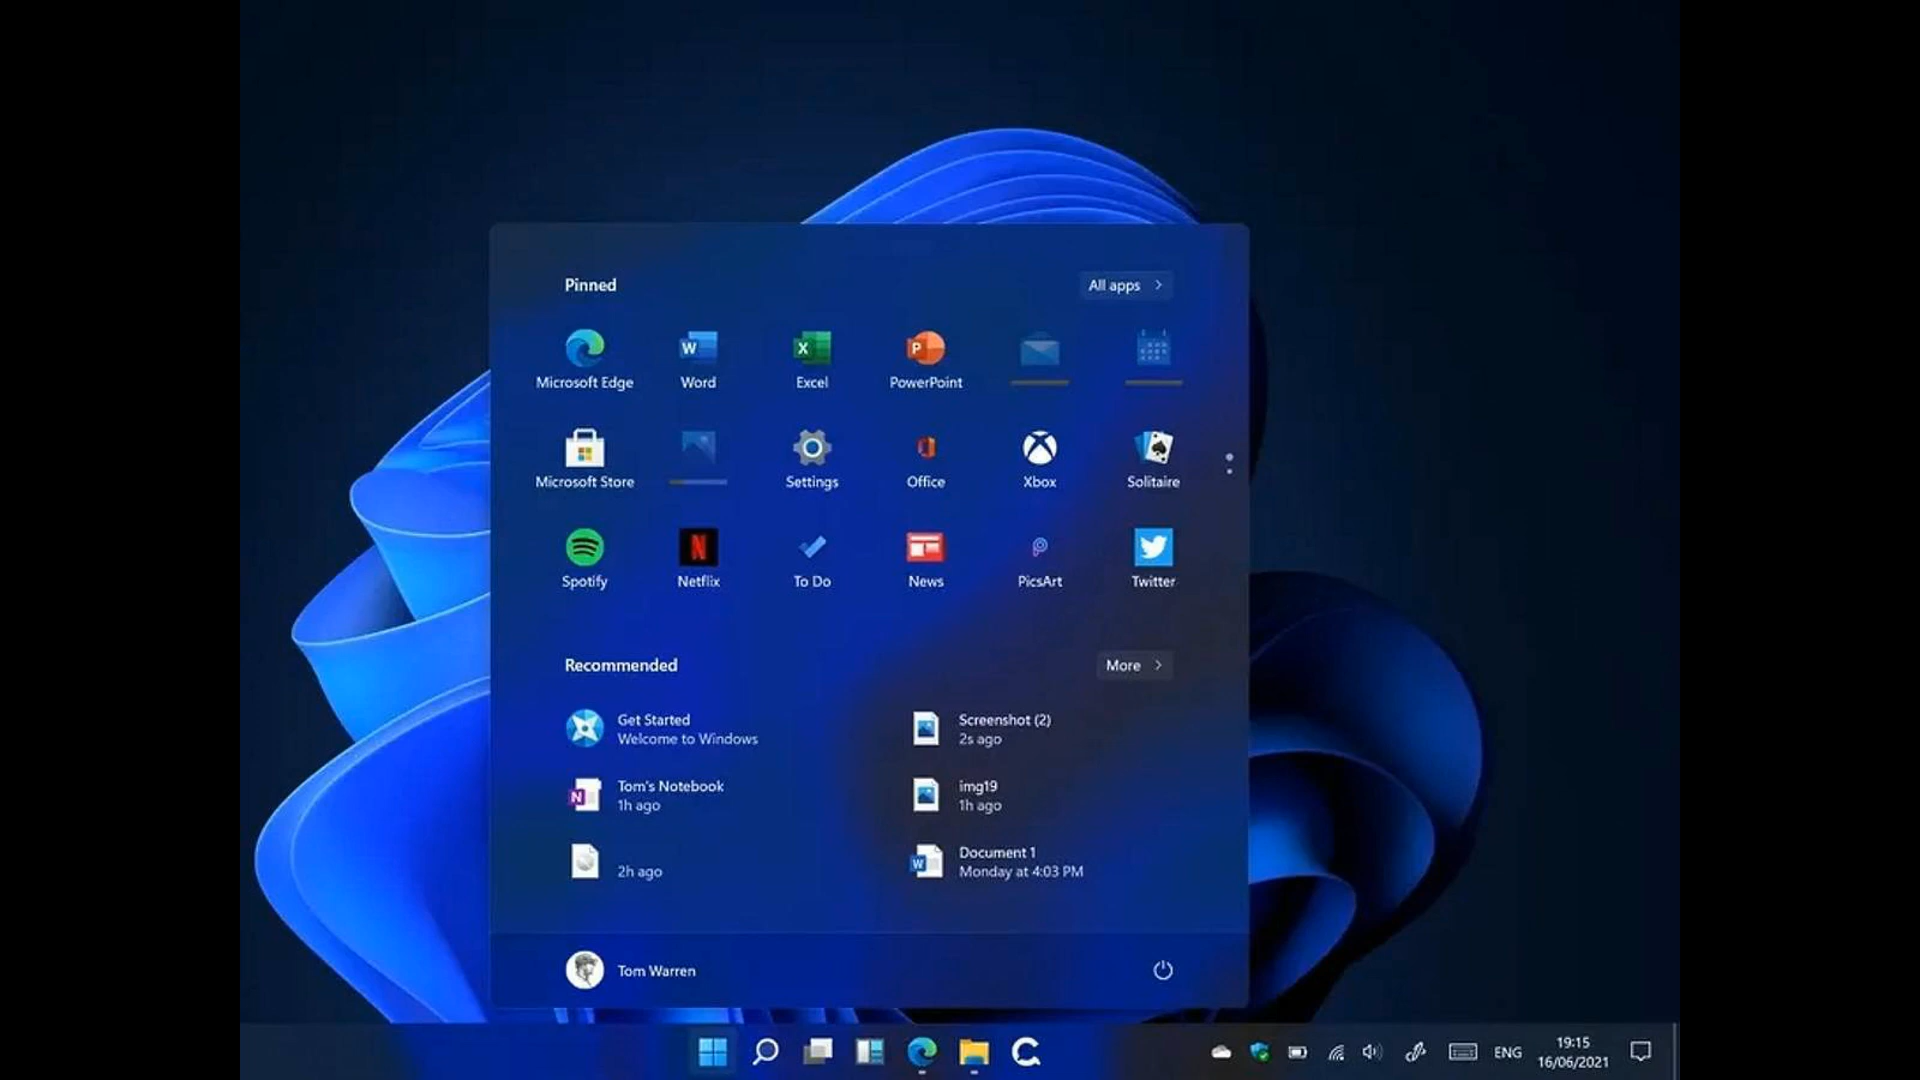 Pinned
All apps
Microsoft Edge
Word
Excel
PowerPoint
Microsoft Store
Settings
Office
Xbox
Solitaire
Spotify
Netflix
To Do
News
PicsArt
Twitter
Recommended
More
Get Started
Welcome to Windows
Screenshot (2)
2s ago
Tom's Notebook
1h ago
img19
1h ago
2h ago
Document 1
Monday at 4:03 PM
Tom Warren
ENG
19:15
16/06/2021